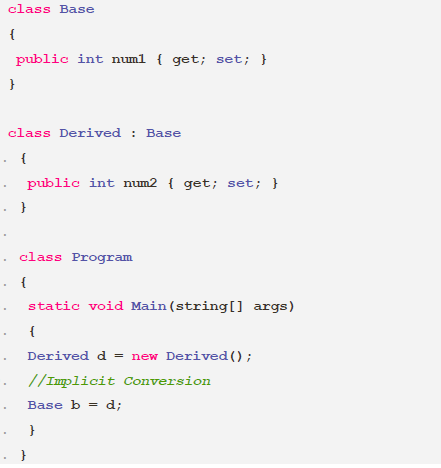 class Base
{
public int num1 { get; set; }
}
class Derived : Base
. {
. public int num2 { get; set; }
. }
.
. class Program
. {
. static void Main(string[] args)
. {
. Derived d = new Derived();
. //Implicit Conversion
. Base b = d;
. }
. }